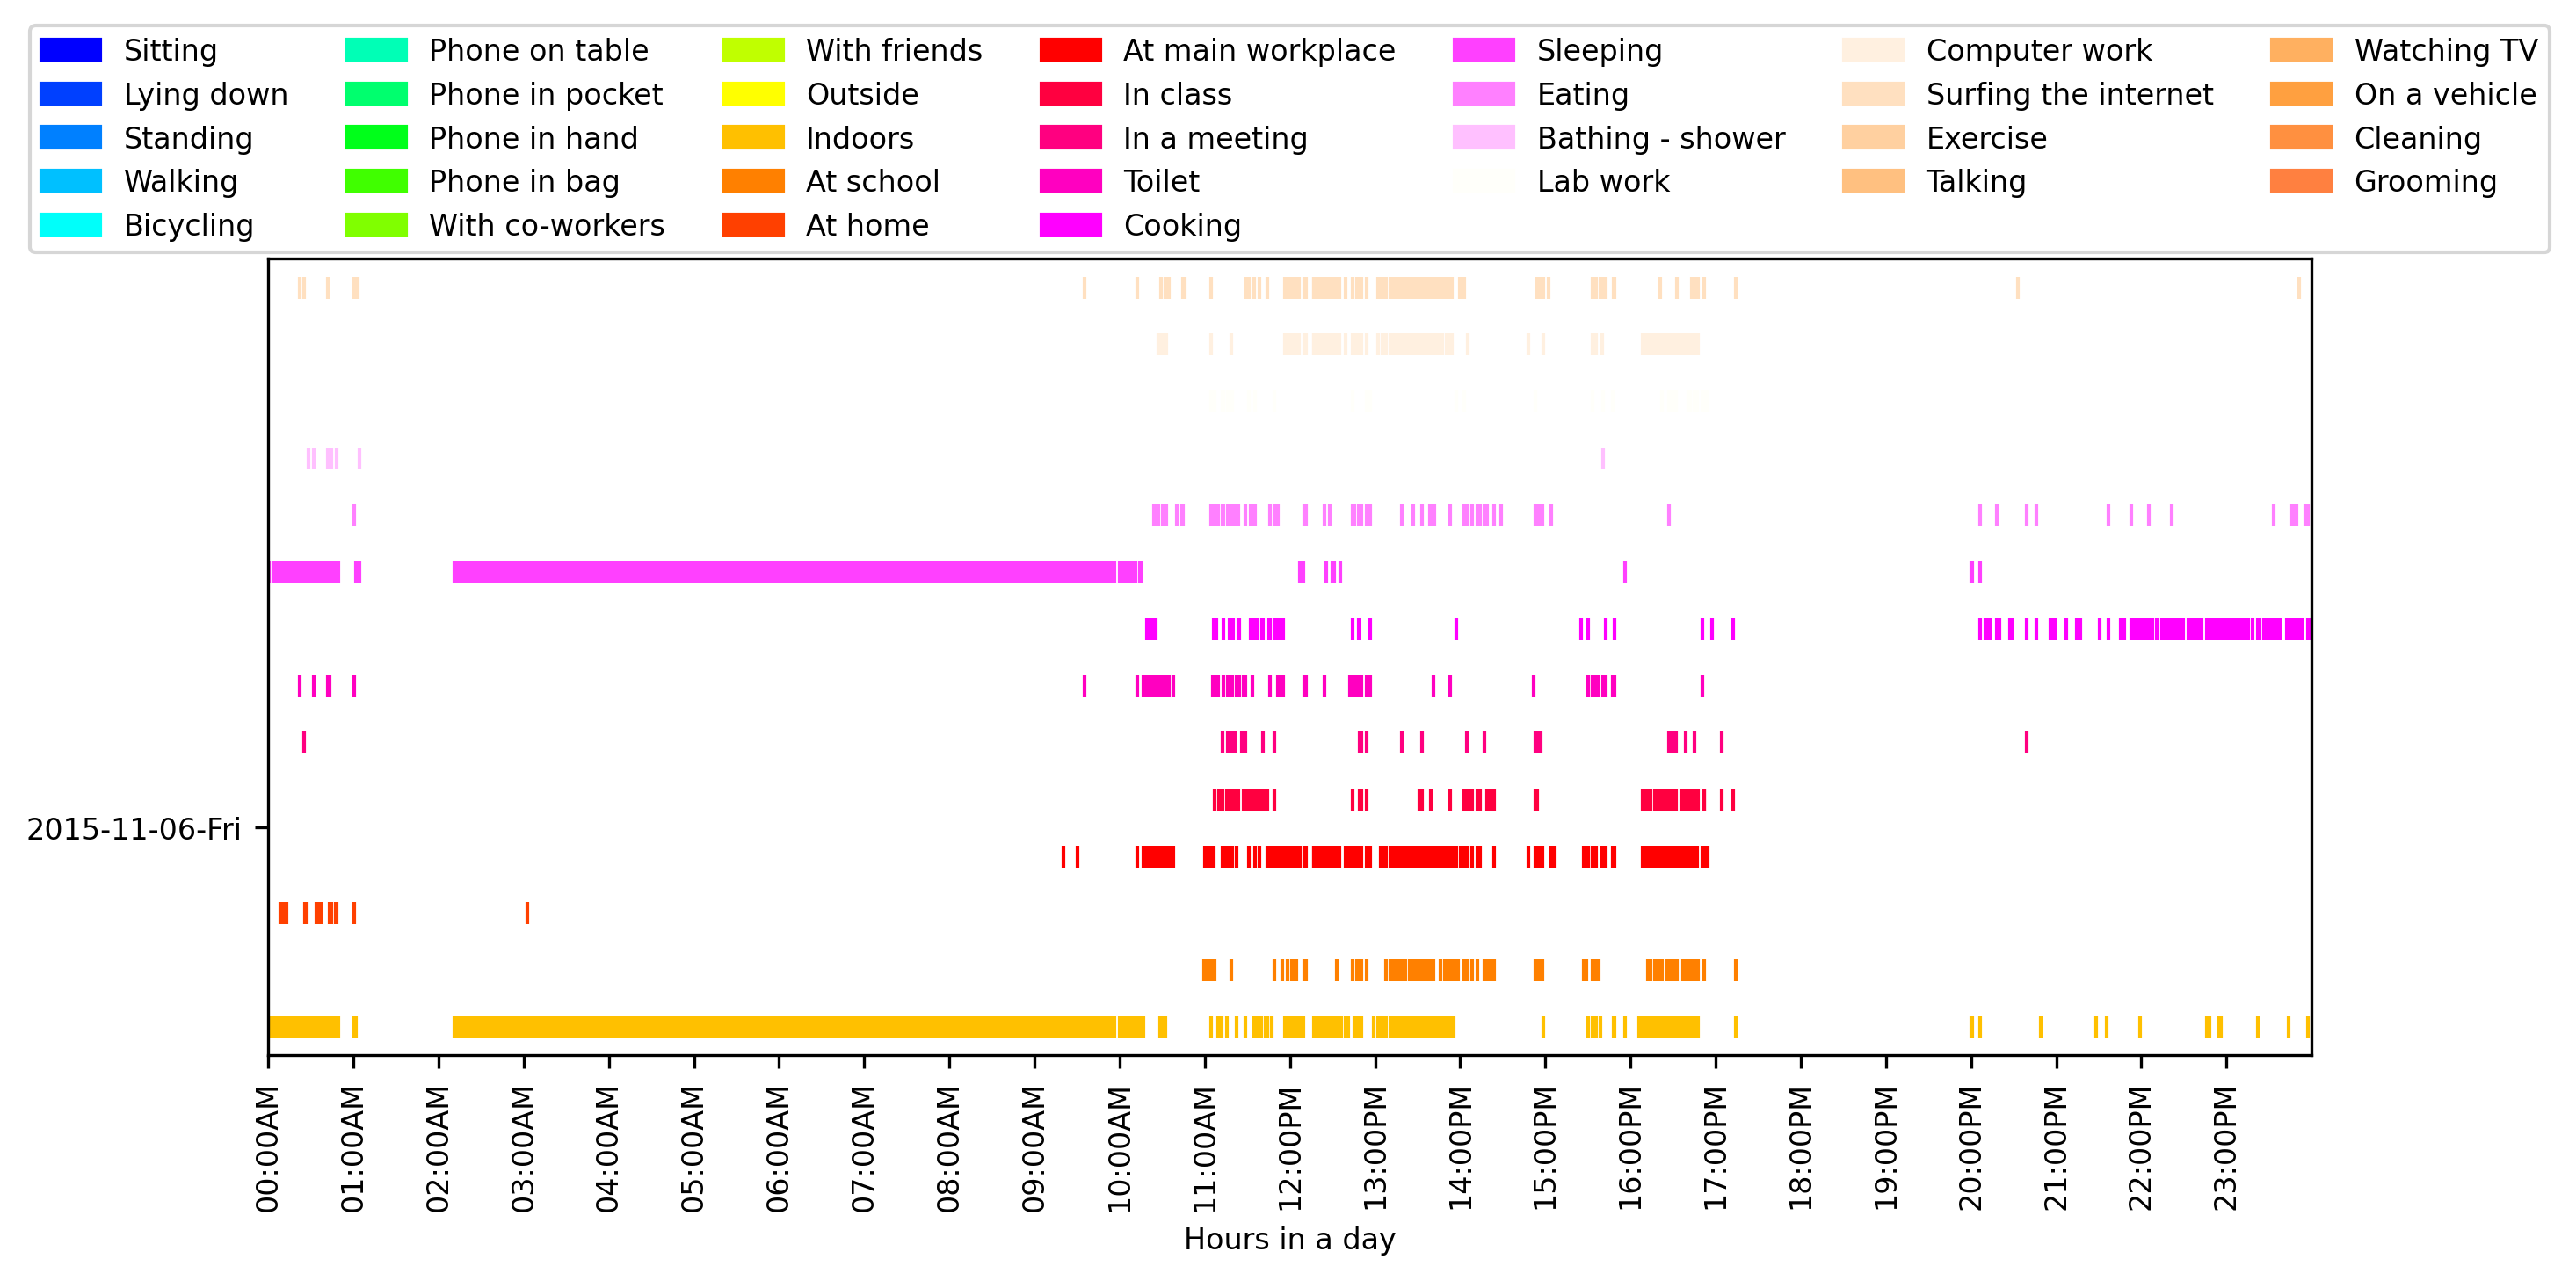 Sitting
Lying down
Standing
Walking
Bicycling
Phone on table
Phone in pocket
Phone in hand
Phone in bag
With co-workers
With friends
Outside
Indoors
At school
At home
At main workplace
In class
In a meeting
Toilet
Cooking
Sleeping
Eating
Bathing - shower
Lab work
Computer work
Surfing the internet
Exercise
Talking
Watching TV
On a vehicle
Cleaning
Grooming
2015-11-06-Fri
00:00AM
01:00AM
02:00AM
03:00AM
04:00AM
05:00AM
06:00AM
07:00AM
08:00AM
09:00AM
10:00AM
11:00AM
12:00PM
13:00PM
14:00PM
15:00PM
16:00PM
17:00PM
18:00PM
19:00PM
20:00PM
21:00PM
22:00PM
23:00PM
Hours in a day